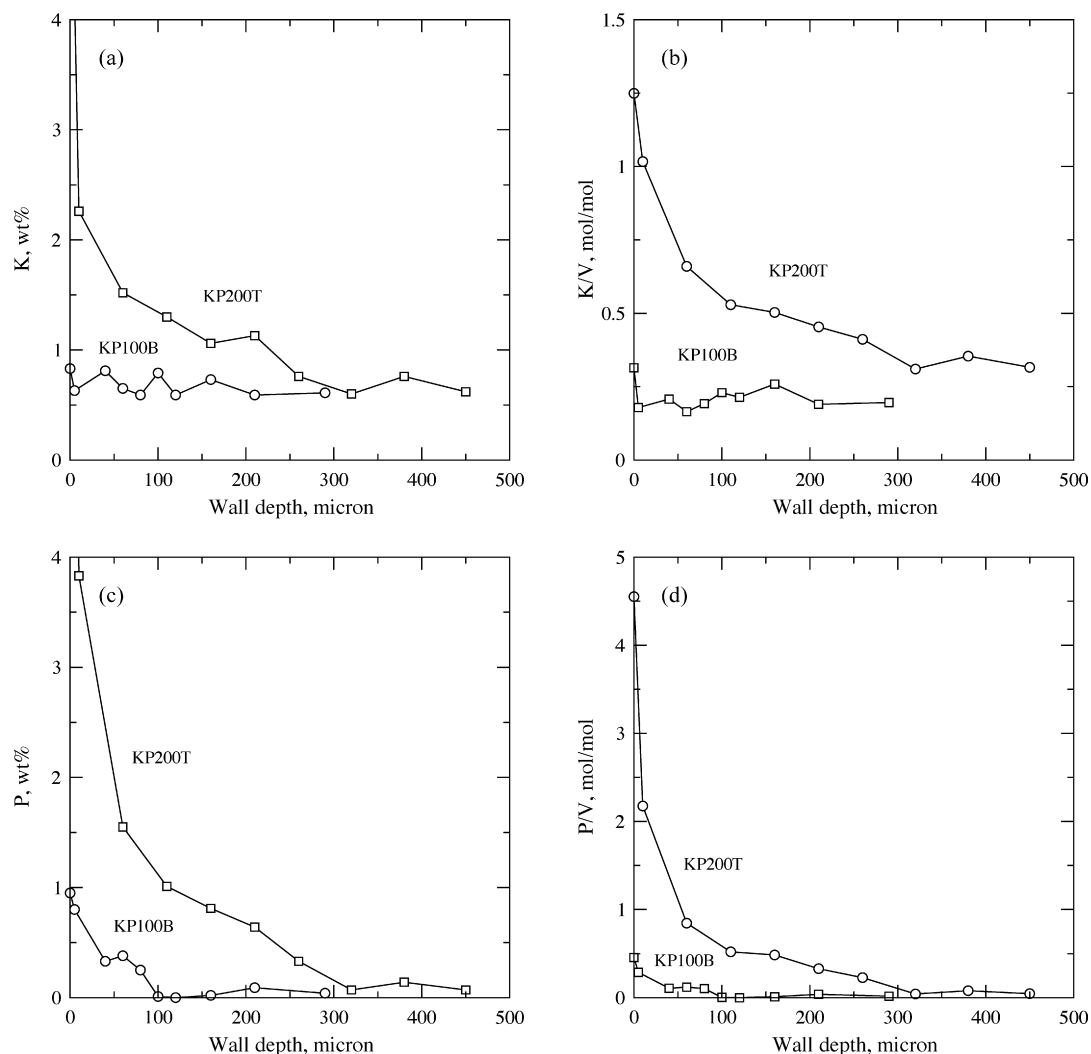 (a)
4
3
2
1
0
K, wt%
KP200T
KP100B
0 100 200 300 400 500
Wall depth, micron
(b)
1.5
1
0.5
0
K/V, mol/mol
KP200T
KP100B
0 100 200 300 400 500
Wall depth, micron
(c)
4
3
2
1
0
P, wt%
KP200T
KP100B
0 100 200 300 400 500
Wall depth, micron
(d)
5
4
3
2
1
0
P/V, mol/mol
KP200T
KP100B
0 100 200 300 400 500
Wall depth, micron